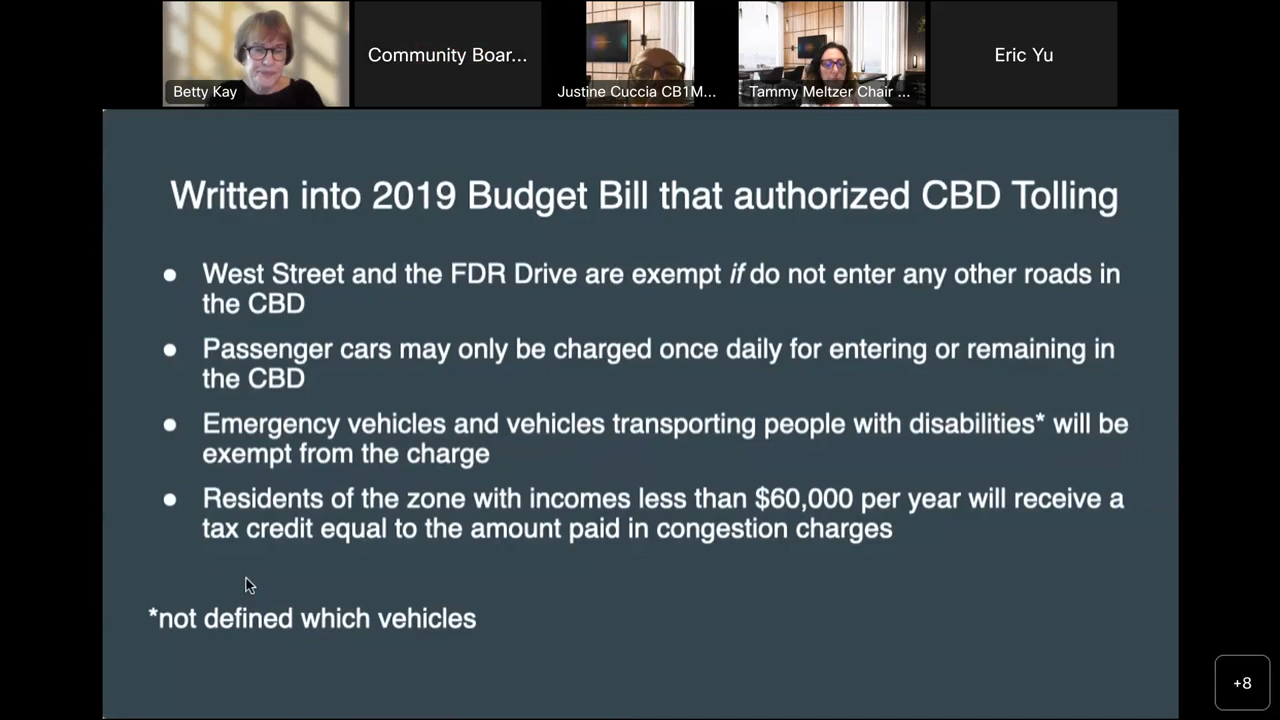 Betty Kay
Community Boar...
Justine Cuccia CB1M...
Tammy Meltzer Chair ...
Eric Yu
Written into 2019 Budget Bill that authorized CBD Tolling
● West Street and the FDR Drive are exempt if do not enter any other roads in
the CBD
● Passenger cars may only be charged once daily for entering or remaining in
the CBD
● Emergency vehicles and vehicles transporting people with disabilities* will be
exempt from the charge
● Residents of the zone with incomes less than $60,000 per year will receive a
tax credit equal to the amount paid in congestion charges
*not defined which vehicles
+8